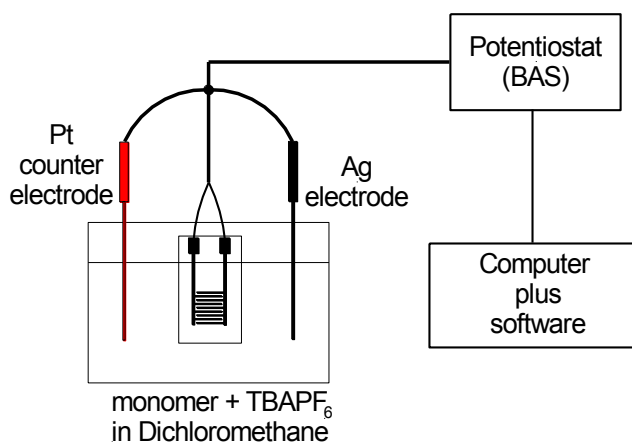 Potentiostat
(BAS)
Pt
counter
electrode
Ag
electrode
Computer
plus
software
monomer + TBAPF₆
in Dichloromethane